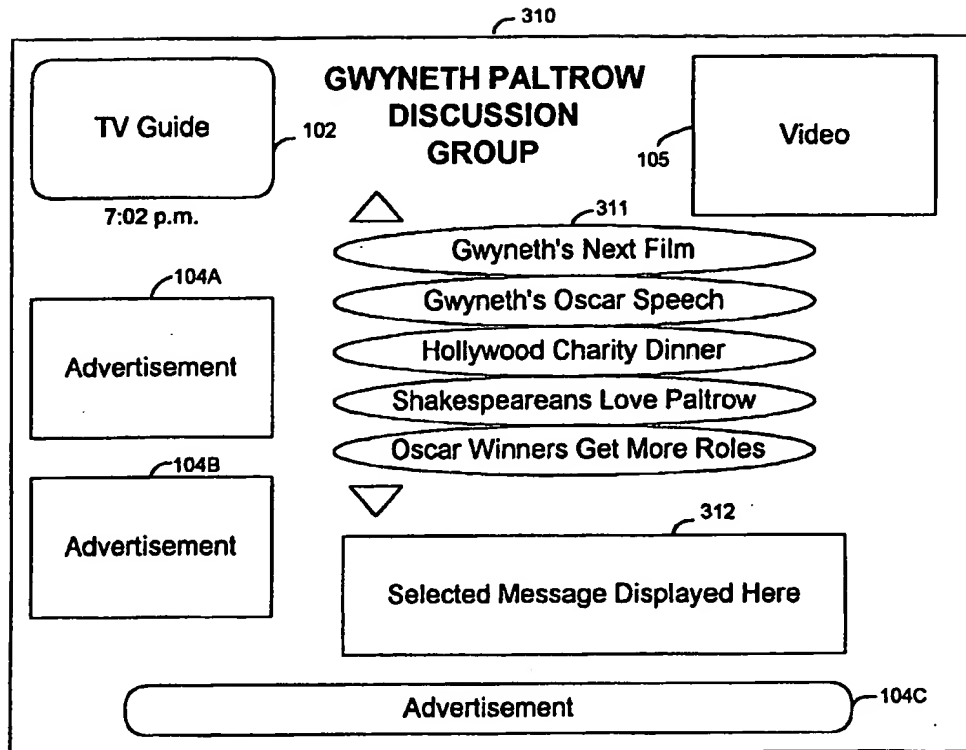 310
TV Guide
102
7:02 p.m.
GWYNETH PALTROW
DISCUSSION
GROUP
105
Video
311
Gwyneth's Next Film
Gwyneth's Oscar Speech
Hollywood Charity Dinner
Shakespeareans Love Paltrow
Oscar Winners Get More Roles
104A
Advertisement
104B
Advertisement
312
Selected Message Displayed Here
Advertisement
104C